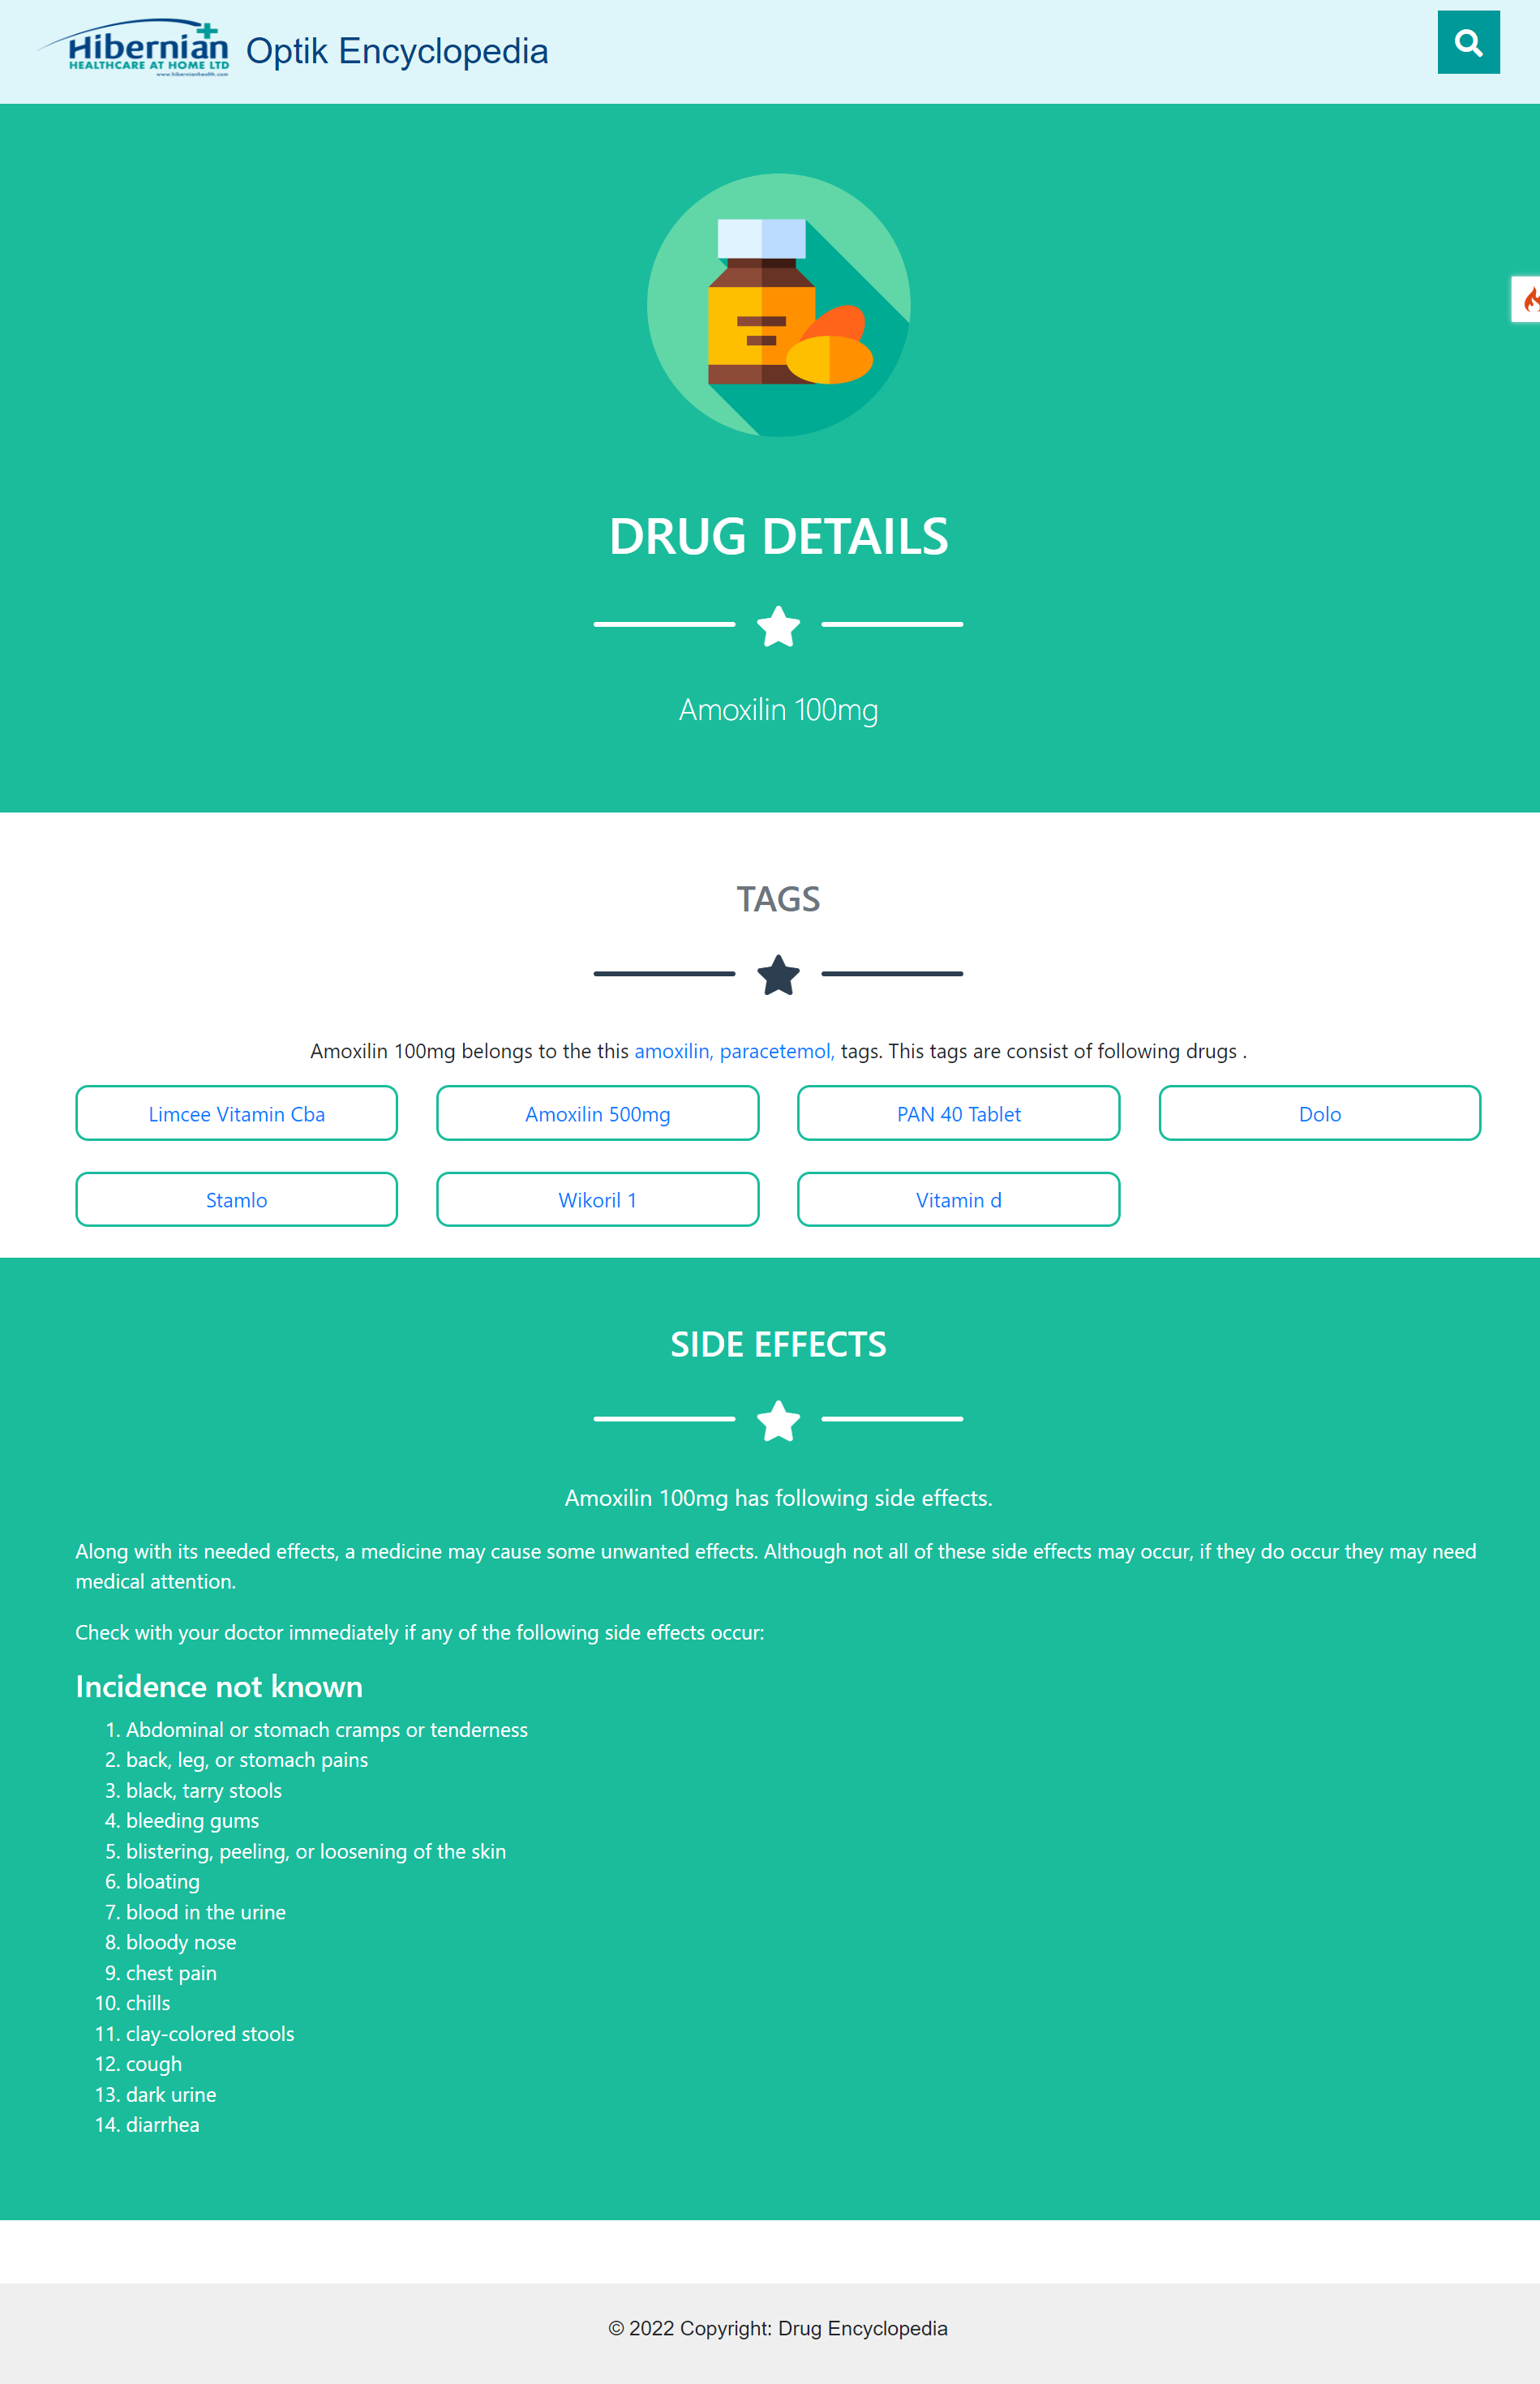 Hibernian
HEALTHCARE AT HOME LTD
www.hibernianhealth.com
Optik Encyclopedia
DRUG DETAILS
Amoxilin 100mg
TAGS
Amoxilin 100mg belongs to the this amoxilin, paracetemol, tags. This tags are consist of following drugs .
Limcee Vitamin Cba
Amoxilin 500mg
PAN 40 Tablet
Dolo
Stamlo
Wikoril 1
Vitamin d
SIDE EFFECTS
Amoxilin 100mg has following side effects.
Along with its needed effects, a medicine may cause some unwanted effects. Although not all of these side effects may occur, if they do occur they may need
medical attention.
Check with your doctor immediately if any of the following side effects occur:
Incidence not known
1. Abdominal or stomach cramps or tenderness
2. back, leg, or stomach pains
3. black, tarry stools
4. bleeding gums
5. blistering, peeling, or loosening of the skin
6. bloating
7. blood in the urine
8. bloody nose
9. chest pain
10. chills
11. clay-colored stools
12. cough
13. dark urine
14. diarrhea
© 2022 Copyright: Drug Encyclopedia